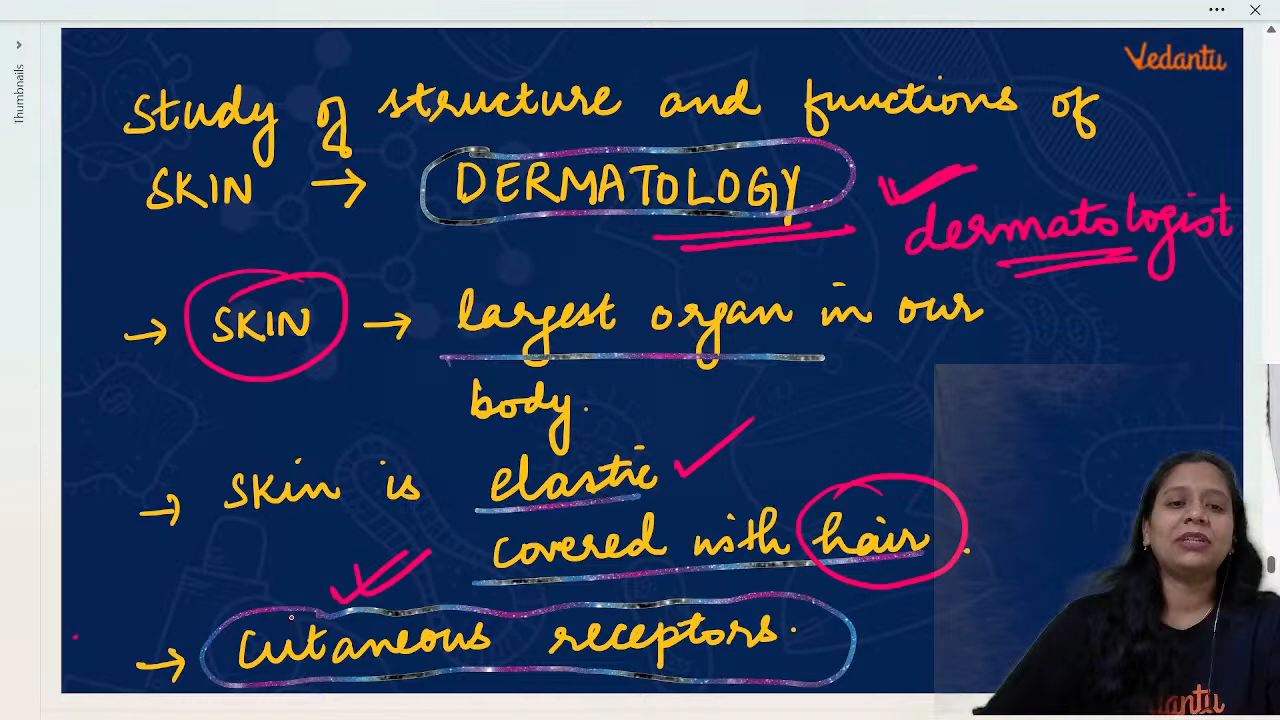 Thumbnails
Vedantu
Study of structure and functions of
SKIN → DERMATOLOGY.
dermatologist
→ SKIN → largest organ in our
body.
→ Skin is elastic
covered with hair.
→ Cutaneous receptors.